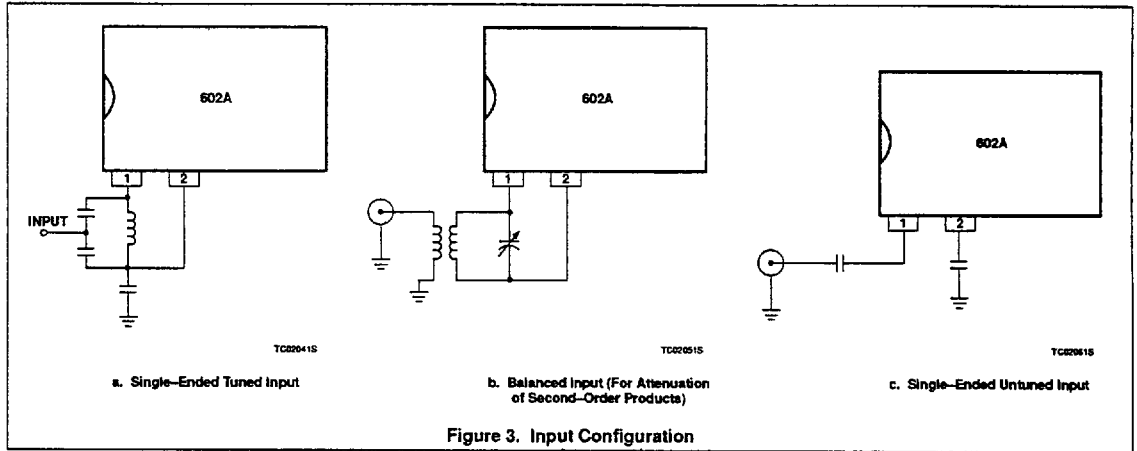 602A
1 2
INPUT
TC02041S
a. Single–Ended Tuned Input
602A
1 2
TC02051S
b. Balanced Input (For Attenuation
of Second–Order Products)
602A
1 2
TC02061S
c. Single–Ended Untuned Input
Figure 3. Input Configuration